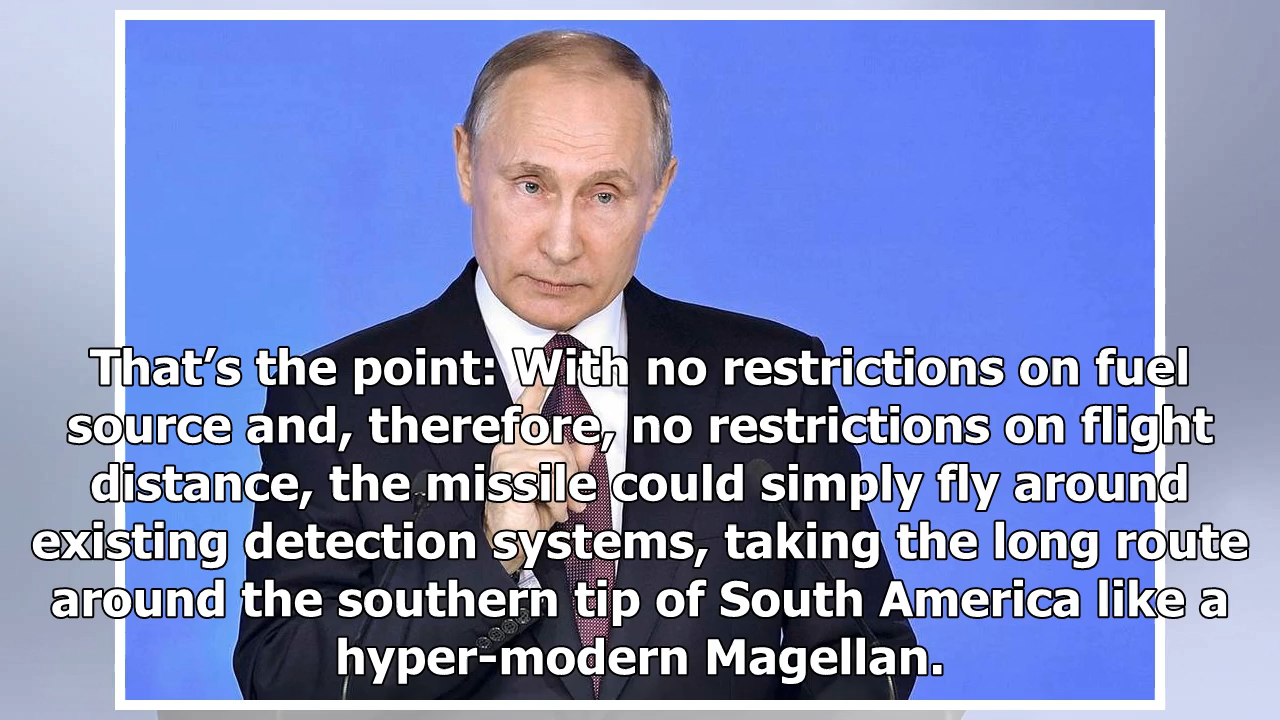 That’s the point: With no restrictions on fuel
source and, therefore, no restrictions on flight
distance, the missile could simply fly around
existing detection systems, taking the long route
around the southern tip of South America like a
hyper-modern Magellan.